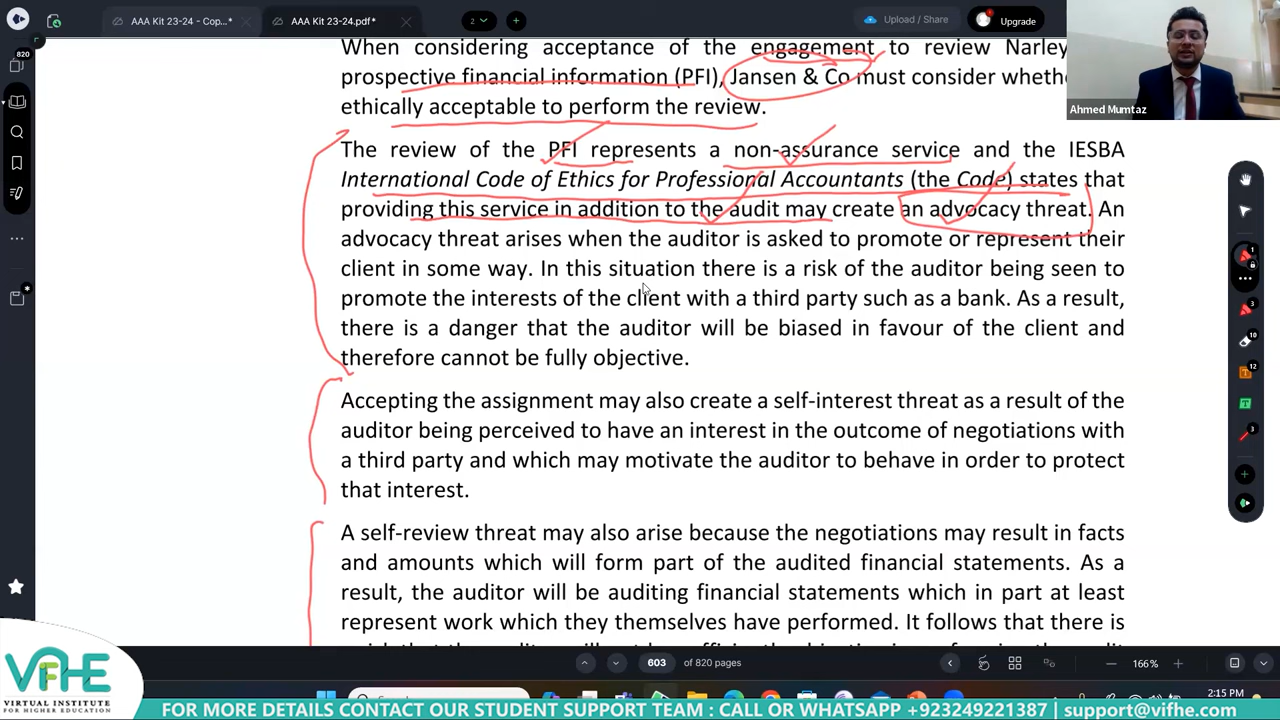 AAA Kit 23-24 - Cop...*
AAA Kit 23-24.pdf*
2
Upload / Share
Upgrade
820
When considering acceptance of the engagement to review Narley
prospective financial information (PFI), Jansen & Co must consider whethe
ethically acceptable to perform the review.
Ahmed Mumtaz
The review of the PFI represents a non-assurance service and the IESBA
International Code of Ethics for Professional Accountants (the Code) states that
providing this service in addition to the audit may create an advocacy threat. An
advocacy threat arises when the auditor is asked to promote or represent their
client in some way. In this situation there is a risk of the auditor being seen to
promote the interests of the client with a third party such as a bank. As a result,
there is a danger that the auditor will be biased in favour of the client and
therefore cannot be fully objective.
Accepting the assignment may also create a self-interest threat as a result of the
auditor being perceived to have an interest in the outcome of negotiations with
a third party and which may motivate the auditor to behave in order to protect
that interest.
A self-review threat may also arise because the negotiations may result in facts
and amounts which will form part of the audited financial statements. As a
result, the auditor will be auditing financial statements which in part at least
represent work which they themselves have performed. It follows that there is
1
3
10
12
3
603 of 820 pages
166%
2:15 PM
VIFHE
VIRTUAL INSTITUTE
FOR HIGHER EDUCATION
FOR MORE DETAILS CONTACT OUR STUDENT SUPPORT TEAM : CALL OR WHATSAPP +923249221387 | support@vifhe.com